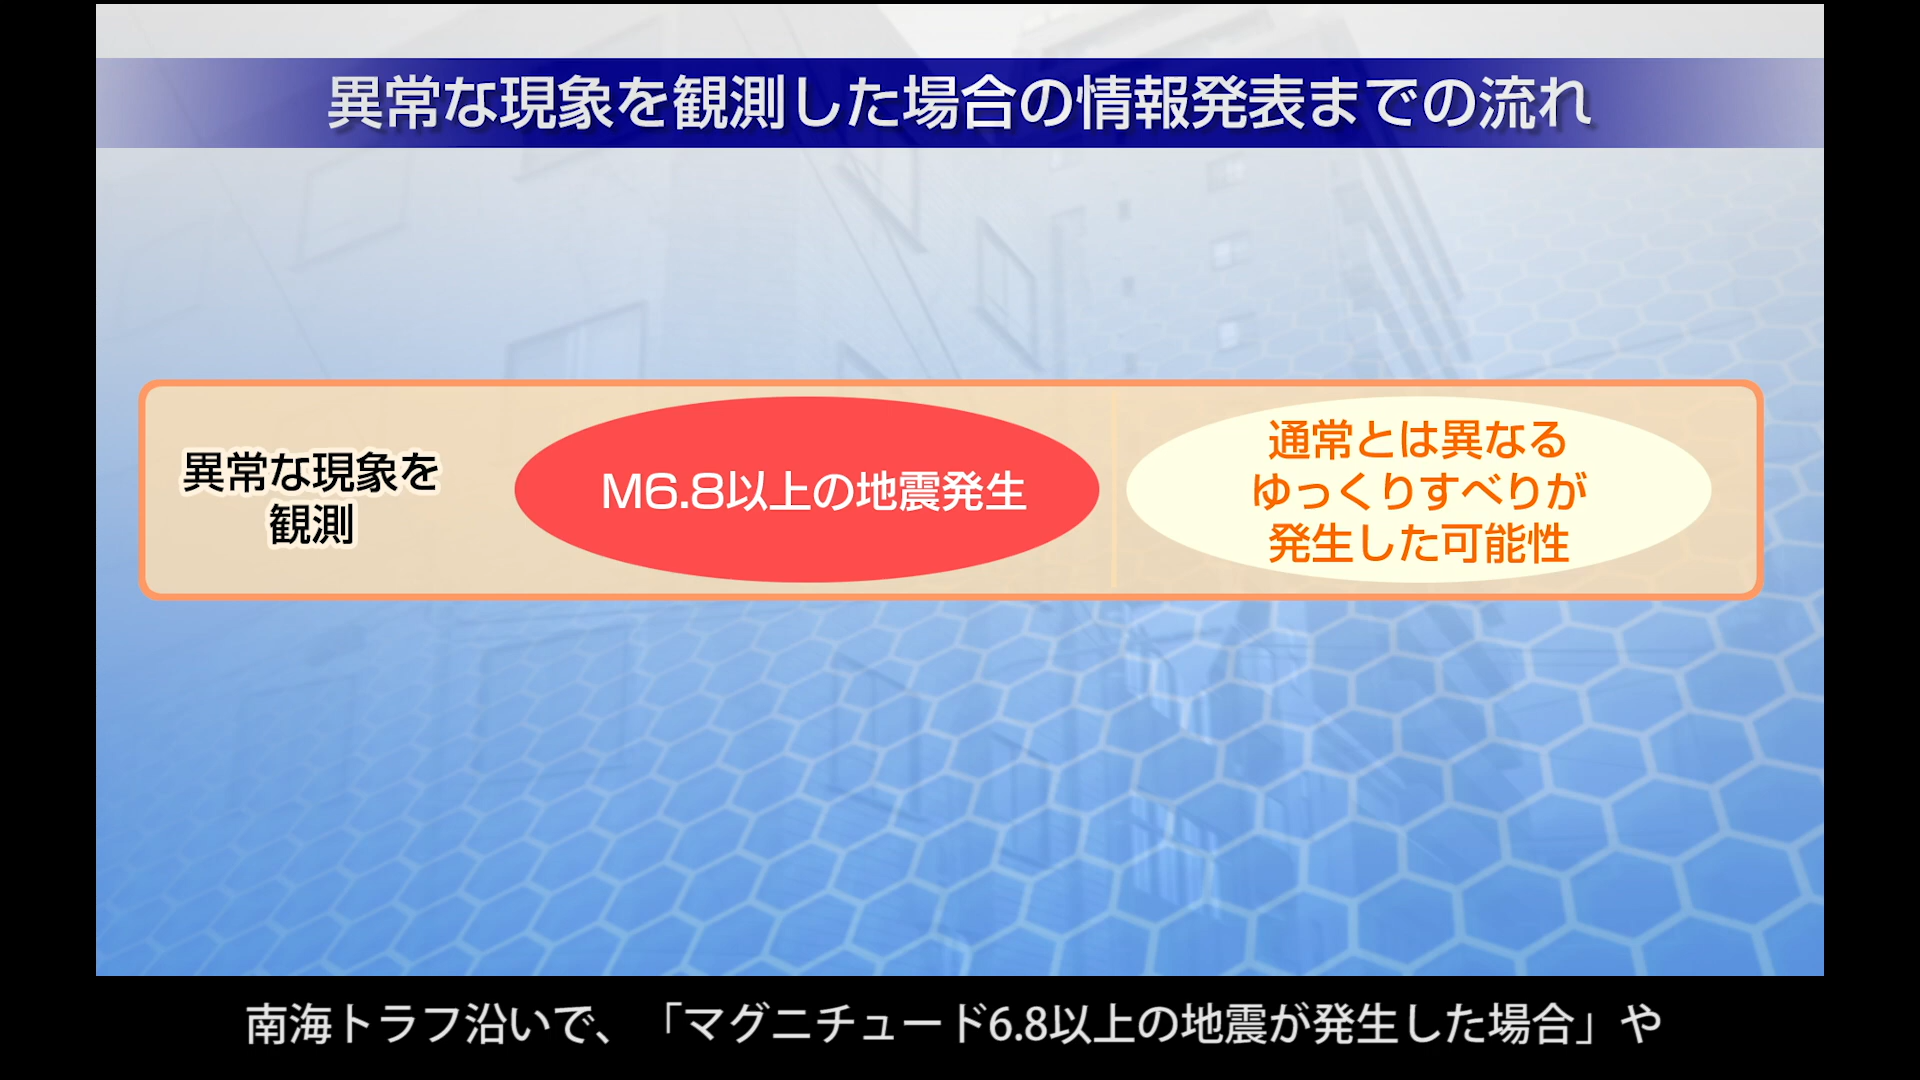 異常な現象を観測した場合の情報発表までの流れ
異常な現象を
観測
M6.8以上の地震発生
通常とは異なる
ゆっくりすべりが
発生した可能性
南海トラフ沿いで、「マグニチュード6.8以上の地震が発生した場合」や